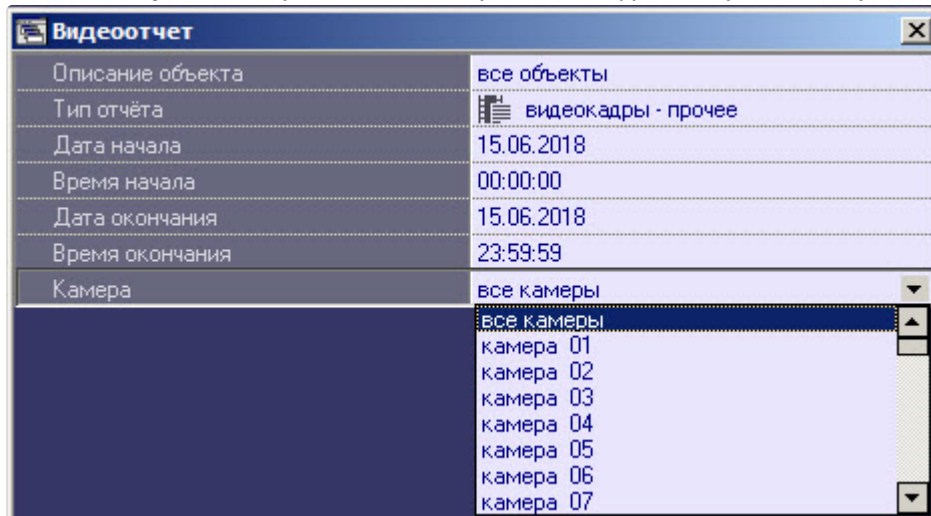 Видеоотчет
Описание объекта все объекты
Тип отчёта видеокадры - прочее
Дата начала 15.06.2018
Время начала 00:00:00
Дата окончания 15.06.2018
Время окончания 23:59:59
Камера все камеры
все камеры
камера 01
камера 02
камера 03
камера 04
камера 05
камера 06
камера 07